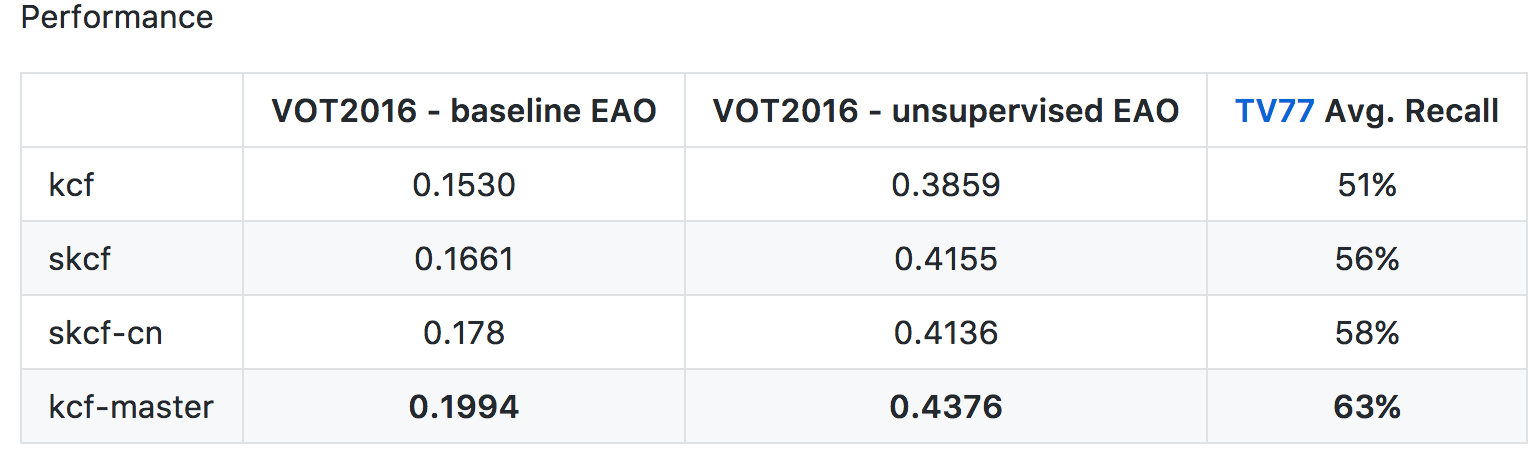 Performance
VOT2016 - baseline EAO VOT2016 - unsupervised EAO TV77 Avg. Recall
kcf 0.1530 0.3859 51%
skcf 0.1661 0.4155 56%
skcf-cn 0.178 0.4136 58%
kcf-master 0.1994 0.4376 63%